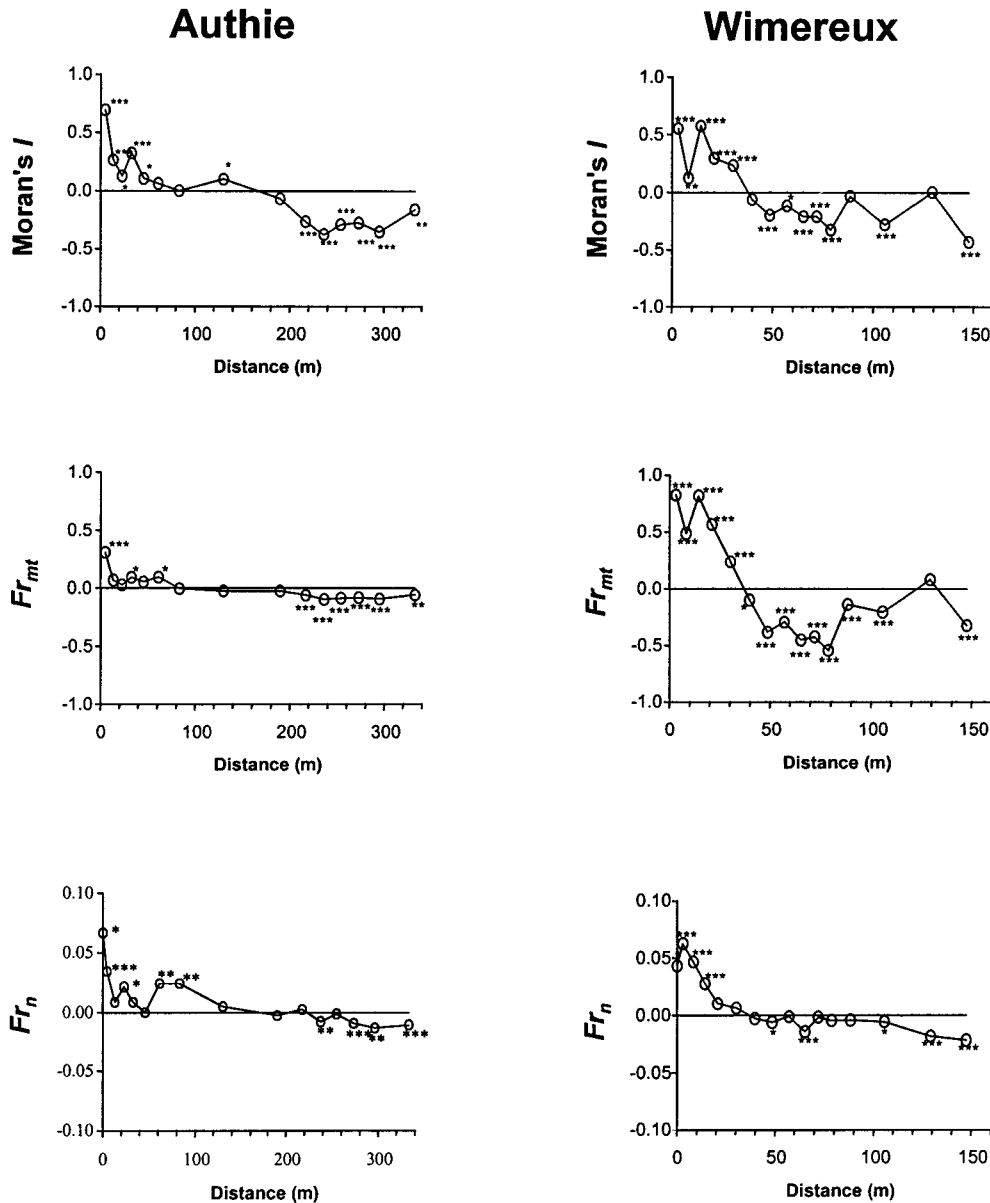 Authie
Wimereux
Moran's I
1.0
0.5
0.0
-0.5
-1.0
*** *** * *** * * *** *** *** *** *** **
0 100 200 300
Distance (m)
Moran's I
1.0
0.5
0.0
-0.5
-1.0
*** ** *** *** *** *** * *** *** *** *** ***
0 50 100 150
Distance (m)
Fr_mt
1.0
0.5
0.0
-0.5
-1.0
*** * * *** *** *** *** *** **
0 100 200 300
Distance (m)
Fr_mt
1.0
0.5
0.0
-0.5
-1.0
*** *** *** *** *** * *** *** *** *** *** *** *** ***
0 50 100 150
Distance (m)
Fr_n
0.10
0.05
0.00
-0.05
-0.10
* *** * ** ** ** *** ** ***
0 100 200 300
Distance (m)
Fr_n
0.10
0.05
0.00
-0.05
-0.10
*** *** *** * *** * *** ***
0 50 100 150
Distance (m)